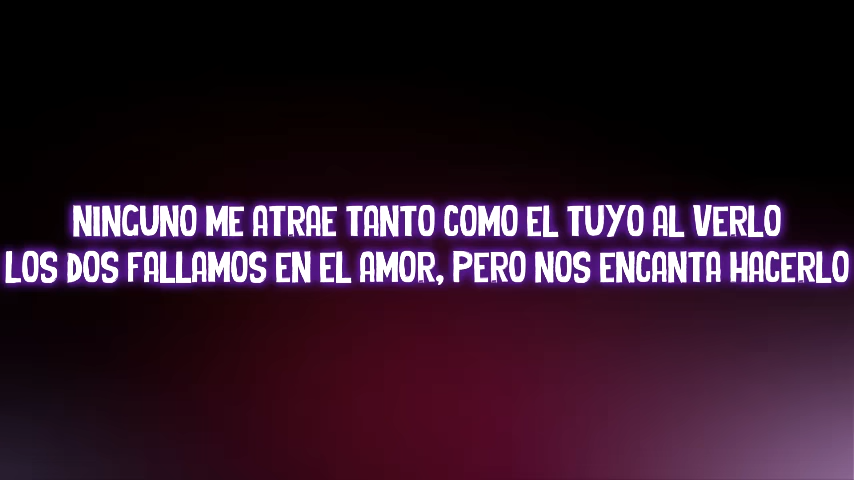 NINGUNO ME ATRAE TANTO COMO EL TUYO AL VERLO
LOS DOS FALLAMOS EN EL AMOR, PERO NOS ENCANTA HACERLO